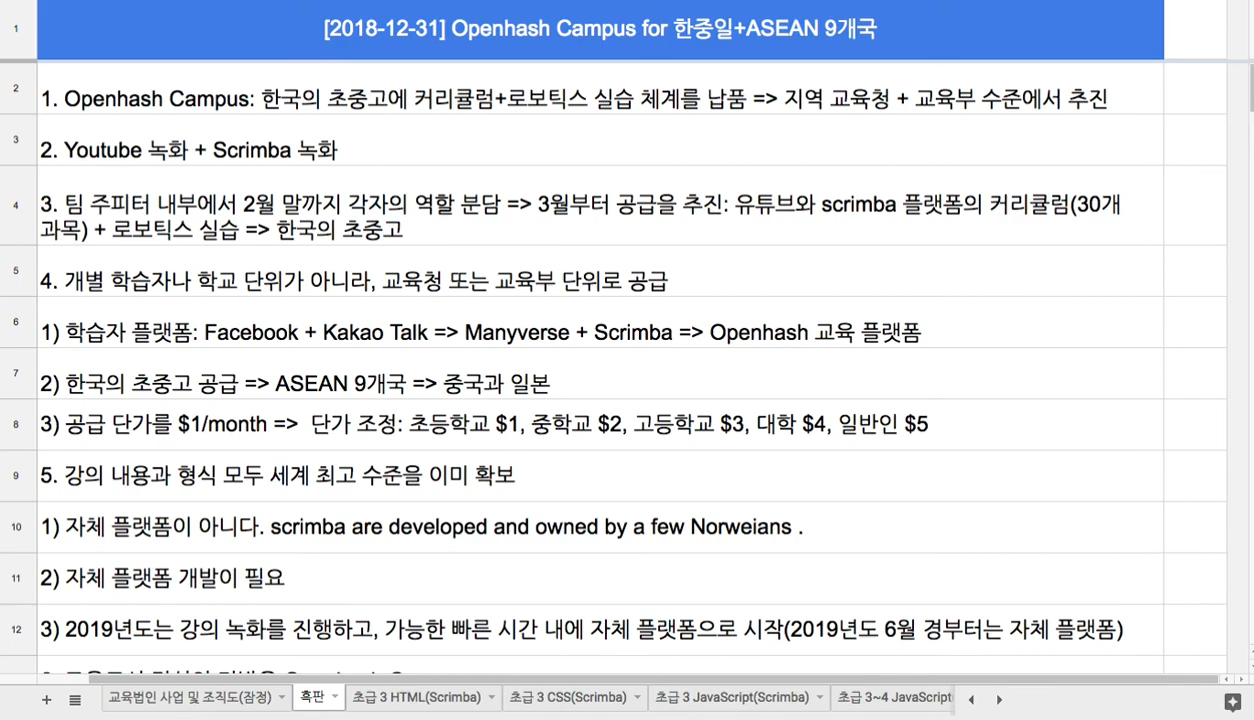 1
[2018-12-31] Openhash Campus for 한중일+ASEAN 9개국
2
1. Openhash Campus: 한국의 초중고에 커리큘럼+로보틱스 실습 체계를 납품 => 지역 교육청 + 교육부 수준에서 추진
3
2. Youtube 녹화 + Scrimba 녹화
4
3. 팀 주피터 내부에서 2월 말까지 각자의 역할 분담 => 3월부터 공급을 추진: 유튜브와 scrimba 플랫폼의 커리큘럼(30개
과목) + 로보틱스 실습 => 한국의 초중고
5
4. 개별 학습자나 학교 단위가 아니라, 교육청 또는 교육부 단위로 공급
6
1) 학습자 플랫폼: Facebook + Kakao Talk => Manyverse + Scrimba => Openhash 교육 플랫폼
7
2) 한국의 초중고 공급 => ASEAN 9개국 => 중국과 일본
8
3) 공급 단가를 $1/month => 단가 조정: 초등학교 $1, 중학교 $2, 고등학교 $3, 대학 $4, 일반인 $5
9
5. 강의 내용과 형식 모두 세계 최고 수준을 이미 확보
10
1) 자체 플랫폼이 아니다. scrimba are developed and owned by a few Norweians .
11
2) 자체 플랫폼 개발이 필요
12
3) 2019년도는 강의 녹화를 진행하고, 가능한 빠른 시간 내에 자체 플랫폼으로 시작(2019년도 6월 경부터는 자체 플랫폼)
교육법인 사업 및 조직도(잠정)
흑판
초급 3 HTML(Scrimba)
초급 3 CSS(Scrimba)
초급 3 JavaScript(Scrimba)
초급 3~4 JavaScript